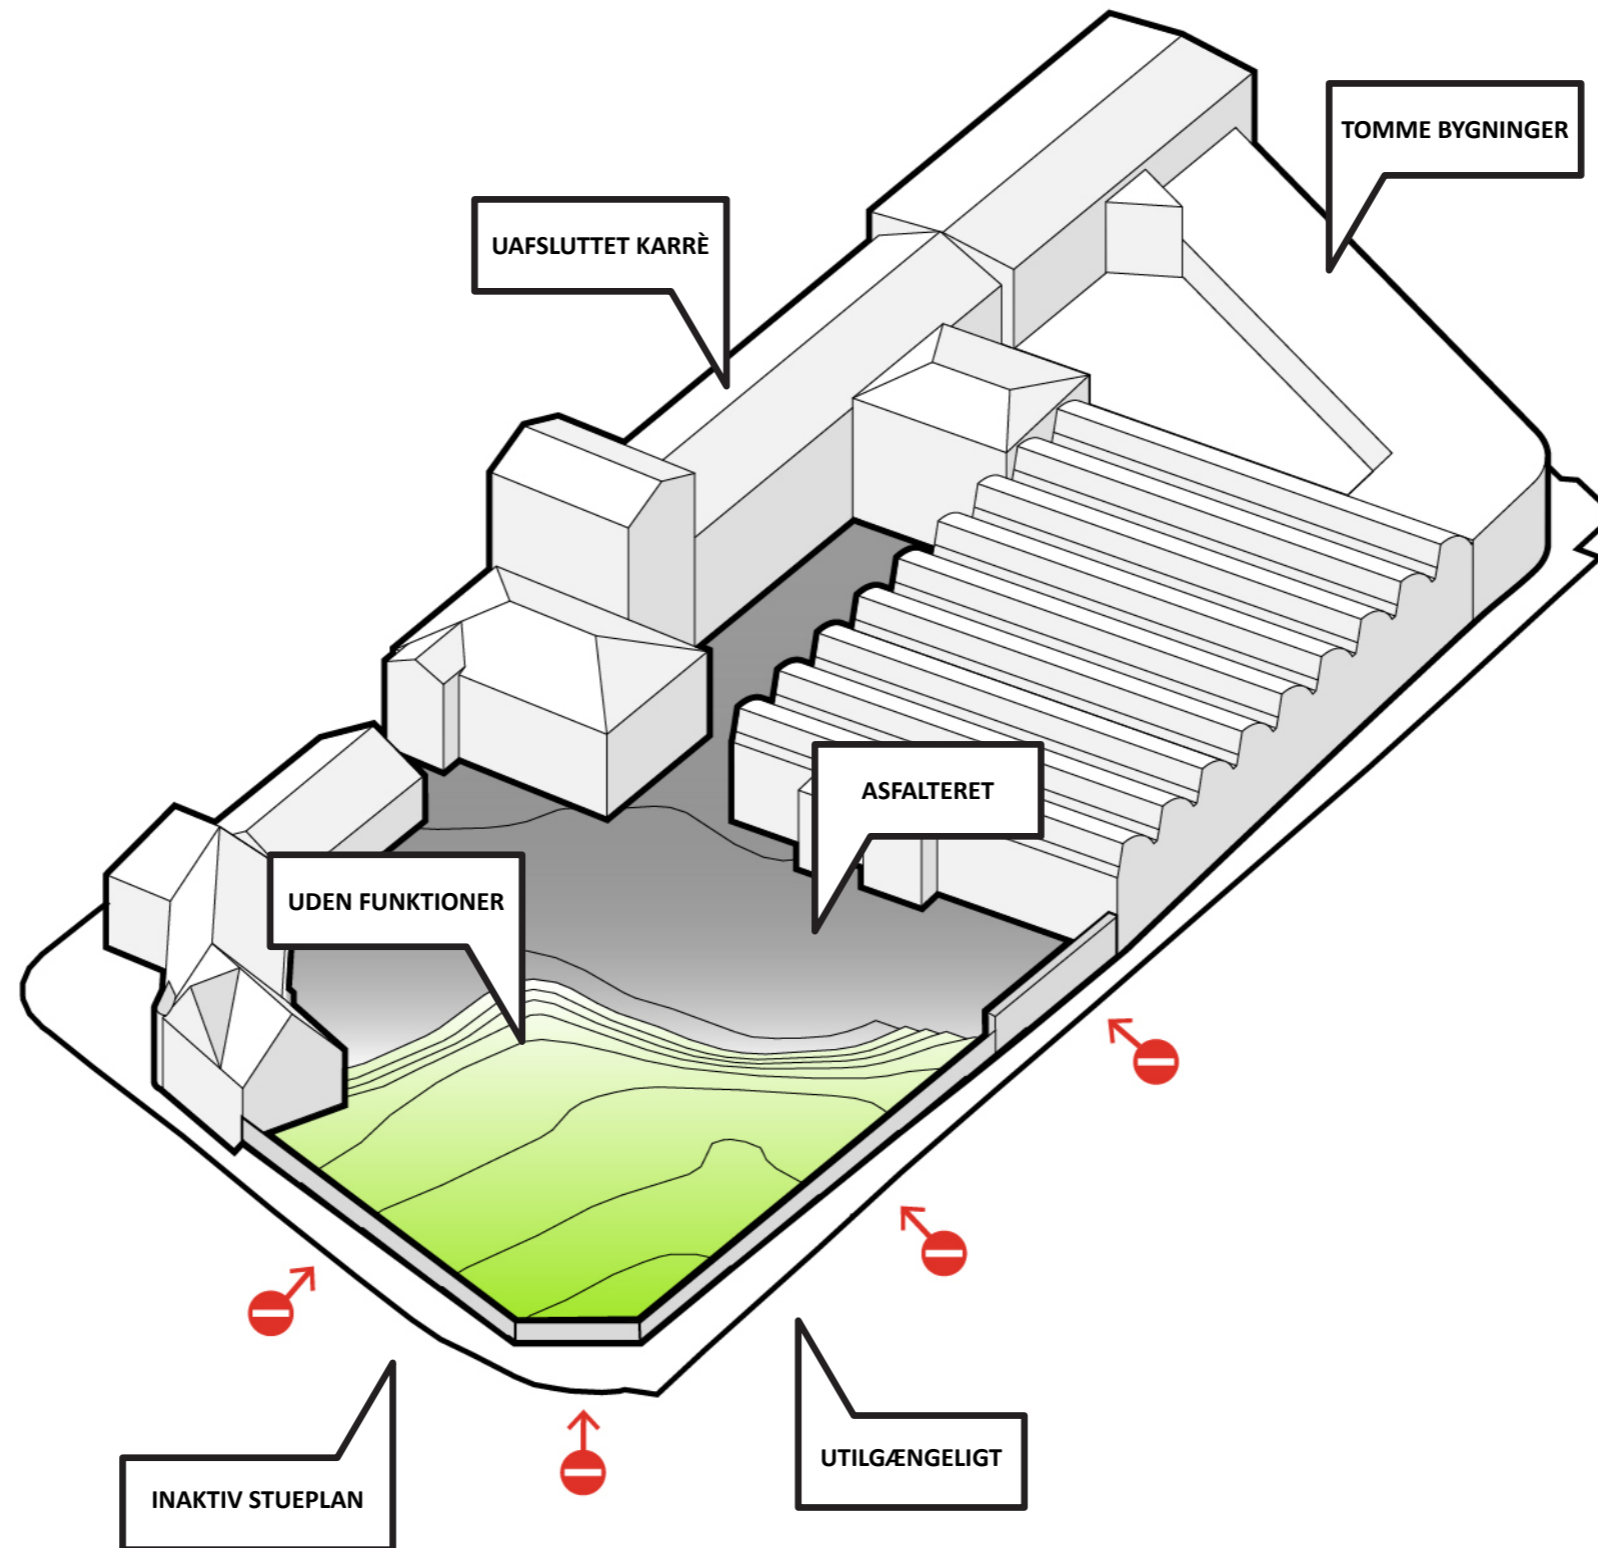 TOMME BYGNINGER
UAFSLUTTET KARRÈ
ASFALTERET
UDEN FUNKTIONER
UTILGÆNGELIGT
INAKTIV STUEPLAN